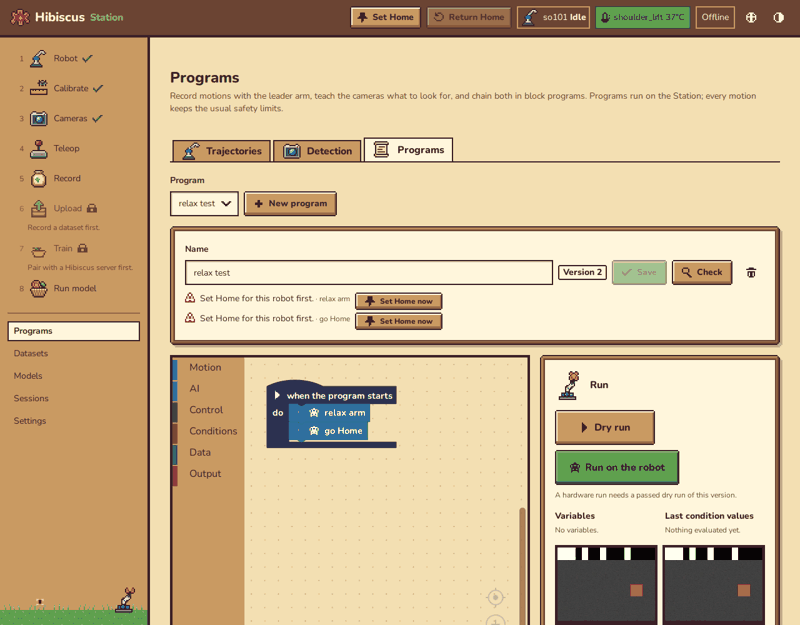 Hibiscus Station
Set Home
Return Home
so101 Idle
shoulder_lift 37°C
Offline
1 Robot
2 Calibrate
3 Cameras
4 Teleop
5 Record
6 Upload
Record a dataset first.
7 Train
Pair with a Hibiscus server first.
8 Run model
Programs
Datasets
Models
Sessions
Settings
Programs
Record motions with the leader arm, teach the cameras what to look for, and chain both in block programs. Programs run on the Station; every motion
keeps the usual safety limits.
Trajectories
Detection
Programs
Program
relax test
New program
Name
relax test
Version 2
Save
Check
Set Home for this robot first. · relax arm
Set Home now
Set Home for this robot first. · go Home
Set Home now
Motion
AI
Control
Conditions
Data
Output
when the program starts
do
relax arm
go Home
Run
Dry run
Run on the robot
A hardware run needs a passed dry run of this version.
Variables
No variables.
Last condition values
Nothing evaluated yet.